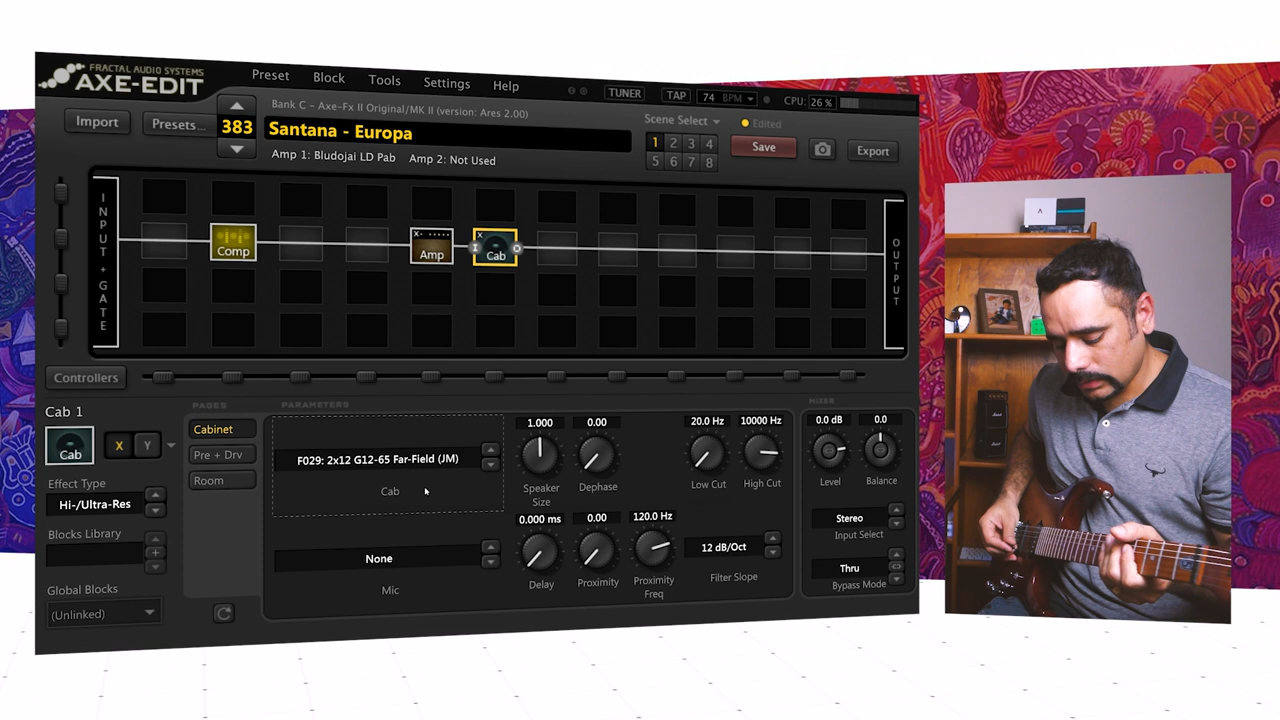 FRACTAL AUDIO SYSTEMS
AXE-EDIT
Preset Block Tools Settings Help
TUNER TAP 74 BPM CPU: 26 %
Import Presets... 383
Bank C - Axe-Fx II Original/MK II (version: Ares 2.00)
Santana - Europa
Amp 1: Bludojai LD Pab Amp 2: Not Used
Scene Select Edited
1 2 3 4
5 6 7 8
Save Export
INPUT + GATE
Comp Amp Cab
OUTPUT
Controllers
Cab 1
Cab
X Y
Effect Type
Hi-/Ultra-Res
Blocks Library
Global Blocks
(Unlinked)
PAGES
Cabinet
Pre + Drv
Room
PARAMETERS
F029: 2x12 G12-65 Far-Field (JM)
Cab
None
Mic
1.000 0.00 20.0 Hz 10000 Hz
Speaker Size Dephase Low Cut High Cut
0.000 ms 0.00 120.0 Hz
12 dB/Oct
Delay Proximity Proximity Freq Filter Slope
MIXER
0.0 dB 0.0
Level Balance
Stereo
Input Select
Thru
Bypass Mode